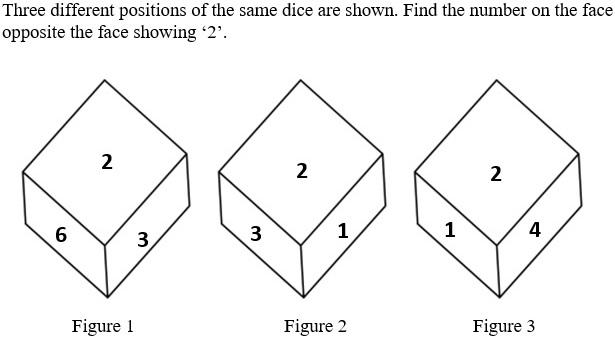 Three different positions of the same dice are shown. Find the number on the face
opposite the face showing ‘2’.
2 2 2
6 3 3 1 1 4
Figure 1 Figure 2 Figure 3